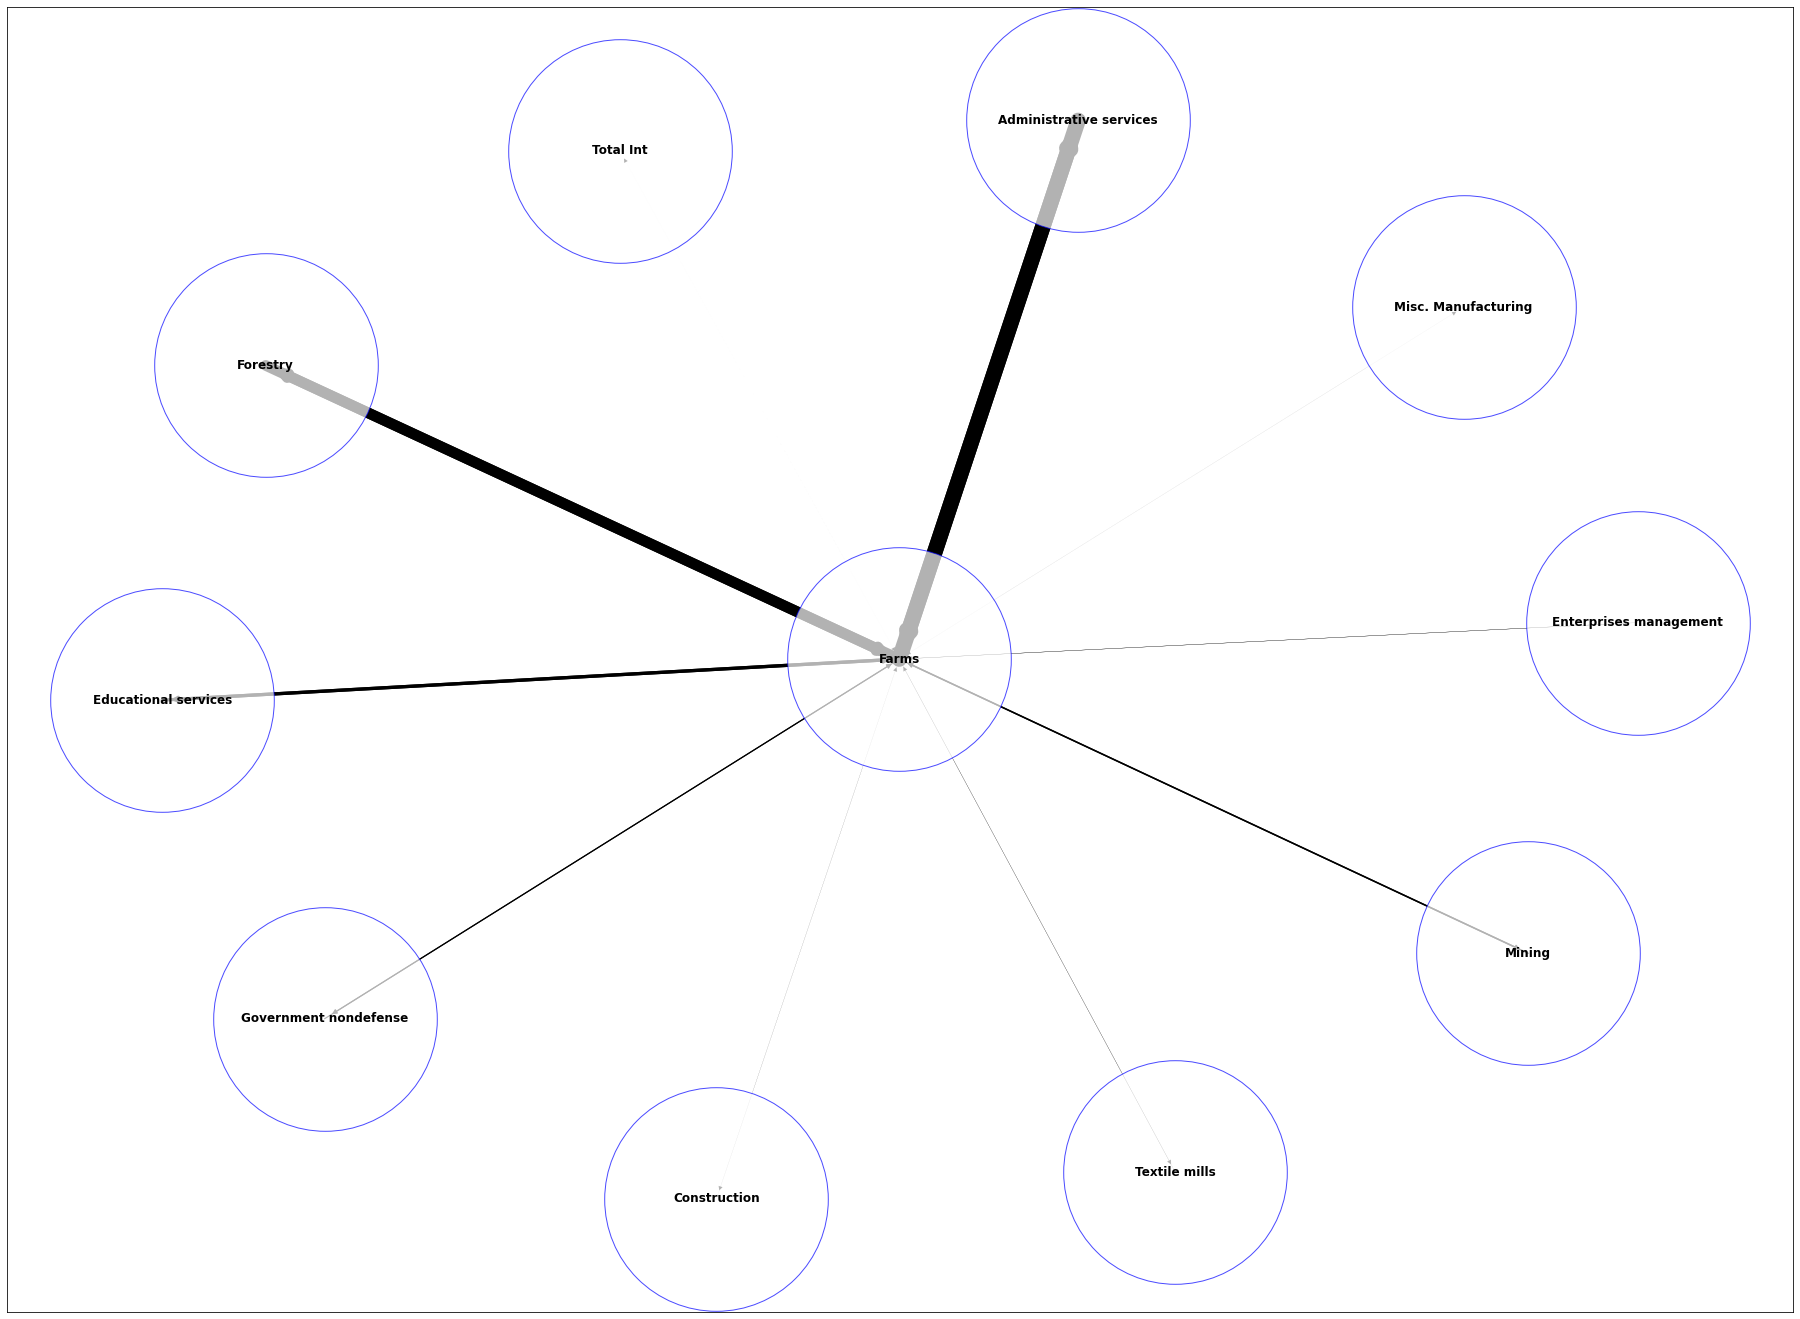 Administrative services
Total Int
Misc. Manufacturing
Forestry
Enterprises management
Farms
Educational services
Mining
Government nondefense
Textile mills
Construction